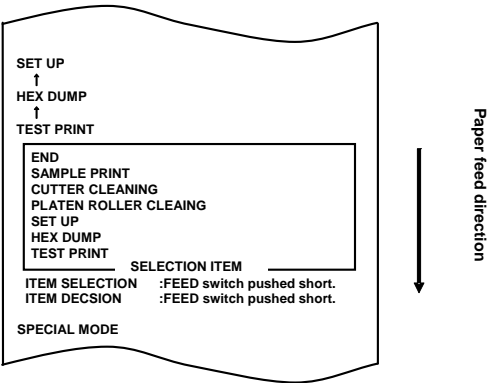 SET UP
↑
HEX DUMP
↑
TEST PRINT
END
SAMPLE PRINT
CUTTER CLEANING
PLATEN ROLLER CLEAING
SET UP
HEX DUMP
TEST PRINT
SELECTION ITEM
ITEM SELECTION :FEED switch pushed short.
ITEM DECSION :FEED switch pushed short.
SPECIAL MODE
Paper feed direction